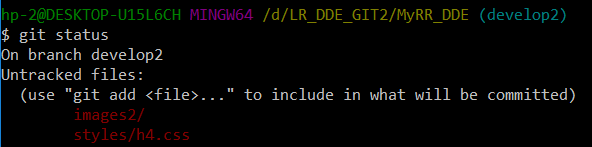 hp-2@DESKTOP-U15L6CH MINGW64 /d/LR_DDE_GIT2/MyRR_DDE (develop2)
$ git status
On branch develop2
Untracked files:
  (use "git add <file>..." to include in what will be committed)
        images2/
        styles/h4.css